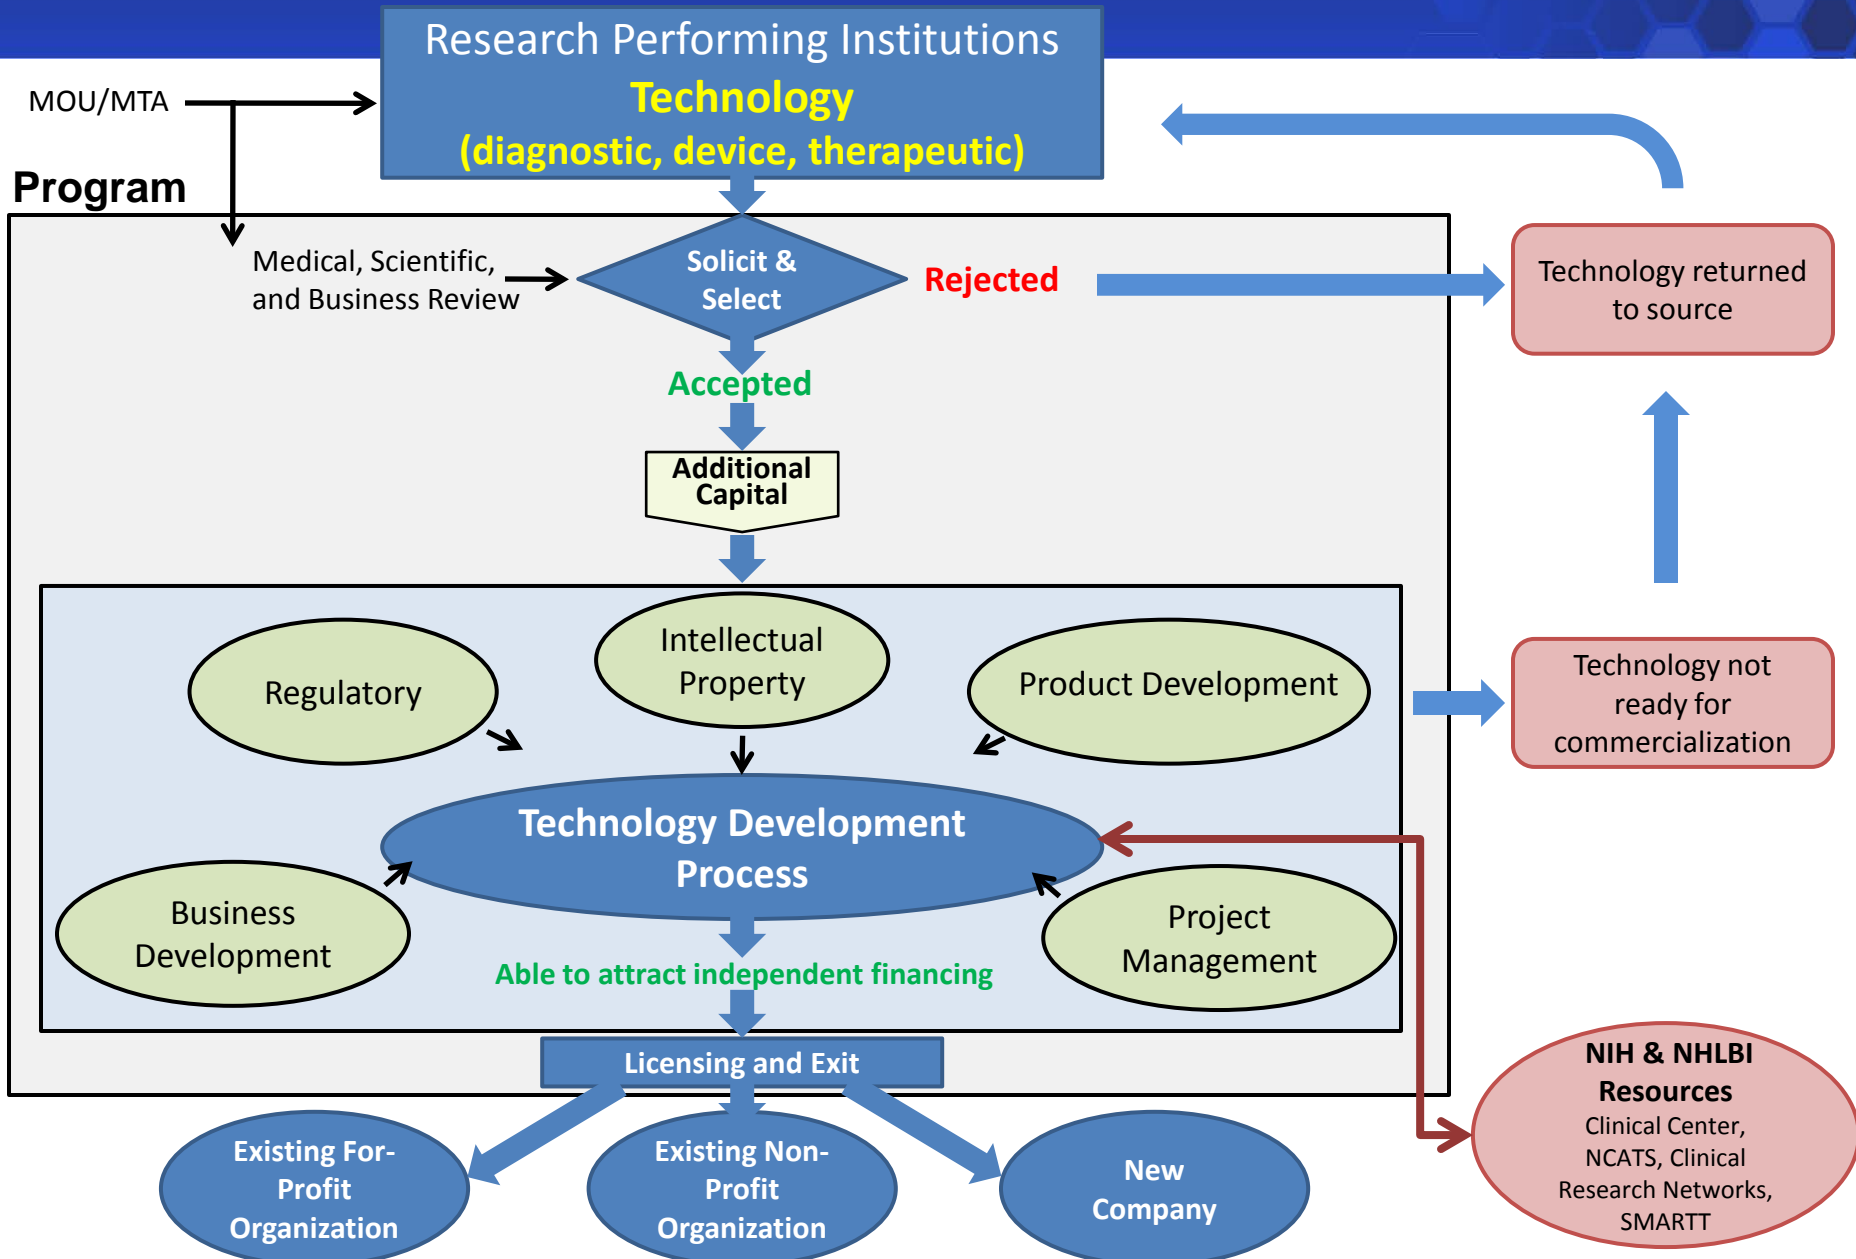 Research Performing Institutions
Technology
(diagnostic, device, therapeutic)
MOU/MTA
Program
Medical, Scientific,
and Business Review
Solicit &
Select
Rejected
Technology returned
to source
Accepted
Additional
Capital
Regulatory
Intellectual
Property
Product Development
Technology not
ready for
commercialization
Technology Development
Process
Business
Development
Project
Management
Able to attract independent financing
Licensing and Exit
NIH & NHLBI
Resources
Clinical Center,
NCATS, Clinical
Research Networks,
SMARTT
Existing For-
Profit
Organization
Existing Non-
Profit
Organization
New
Company